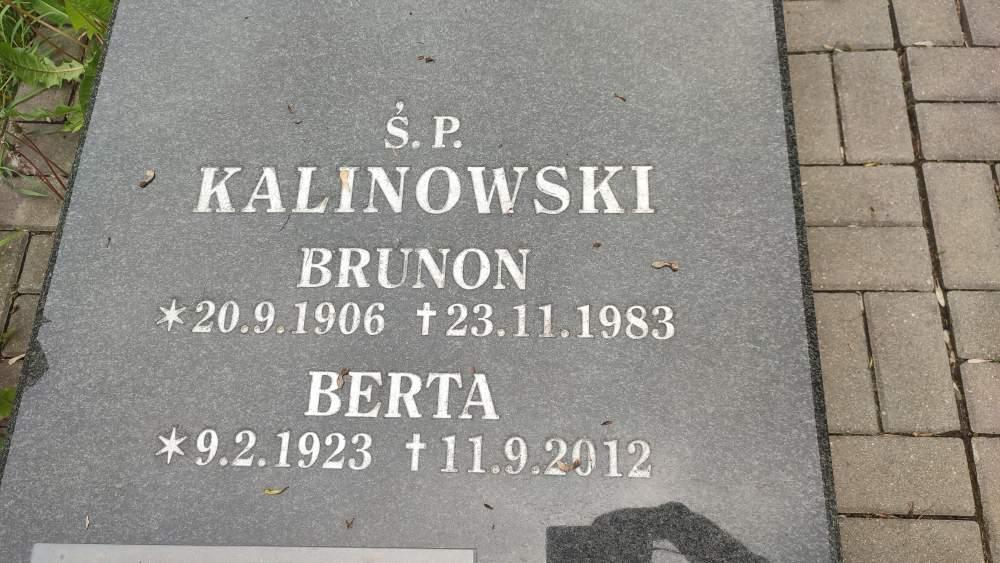 Ś.P.
KALINOWSKI
BRUNON
*20.9.1906 †23.11.1983
BERTA
*9.2.1923 †11.9.2012